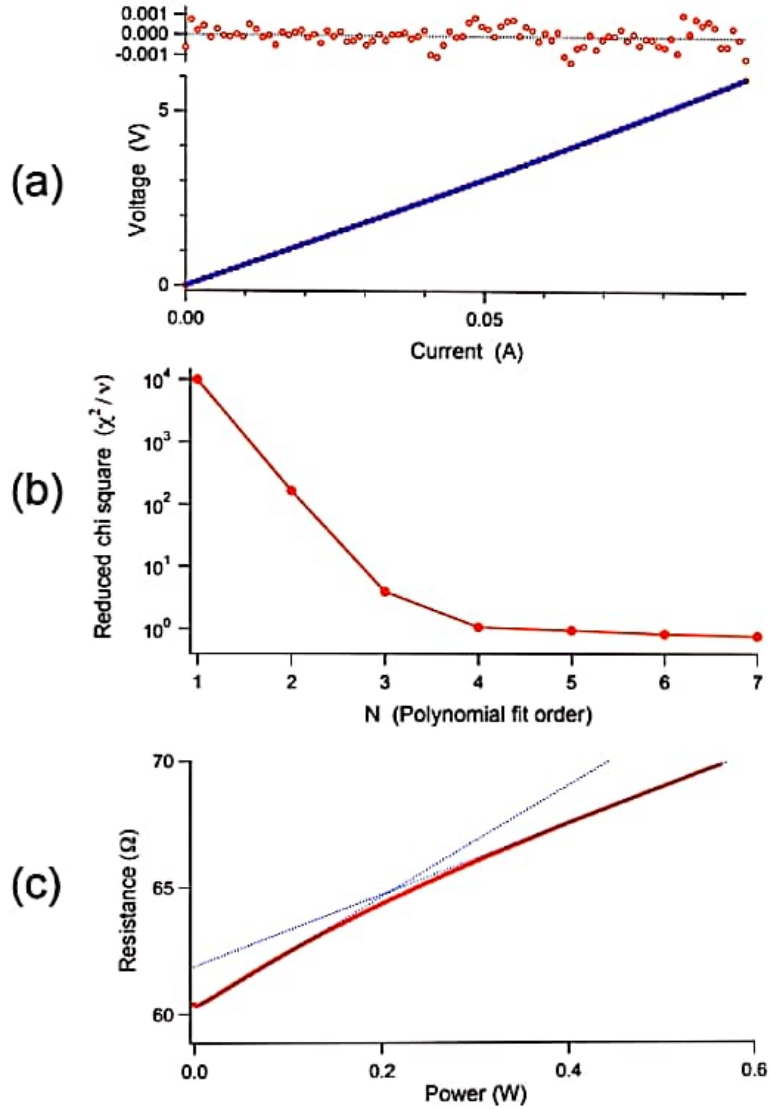 0.001
0.000
-0.001
(a)
Voltage (V)
5
0
0.00
0.05
Current (A)
(b)
Reduced chi square (χ²/ν)
10⁴
10³
10²
10¹
10⁰
1 2 3 4 5 6 7
N (Polynomial fit order)
(c)
Resistance (Ω)
70
65
60
0.0 0.2 0.4 0.6
Power (W)